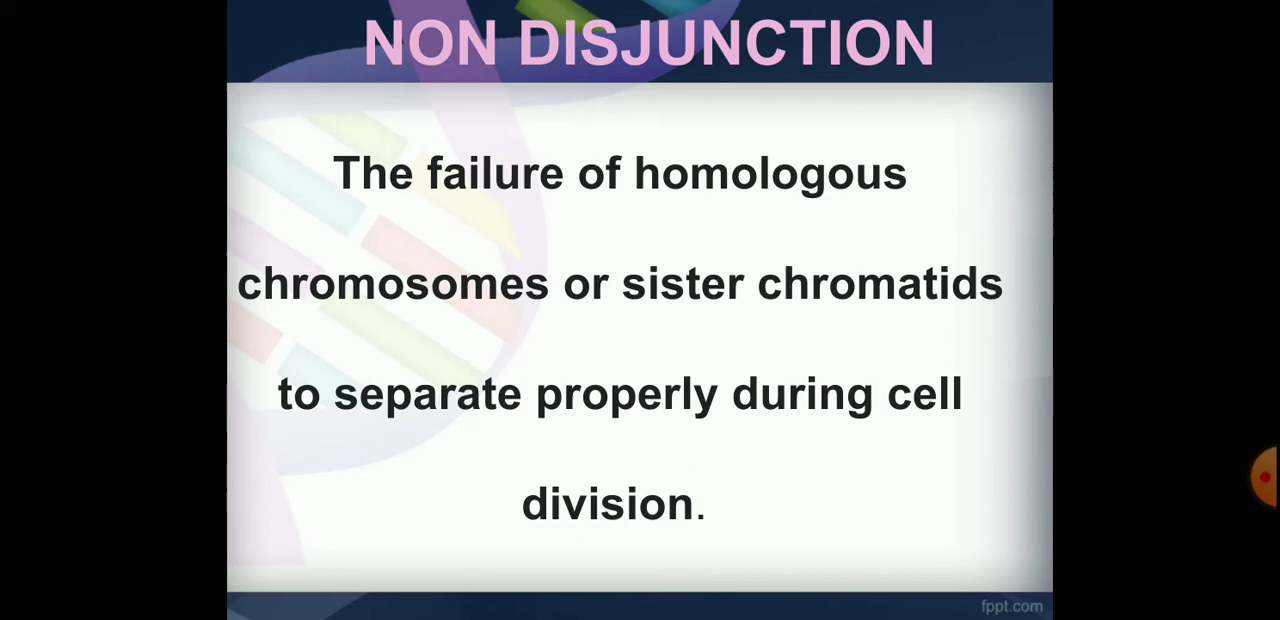 NON DISJUNCTION
The failure of homologous
chromosomes or sister chromatids
to separate properly during cell
division.
fppt.com